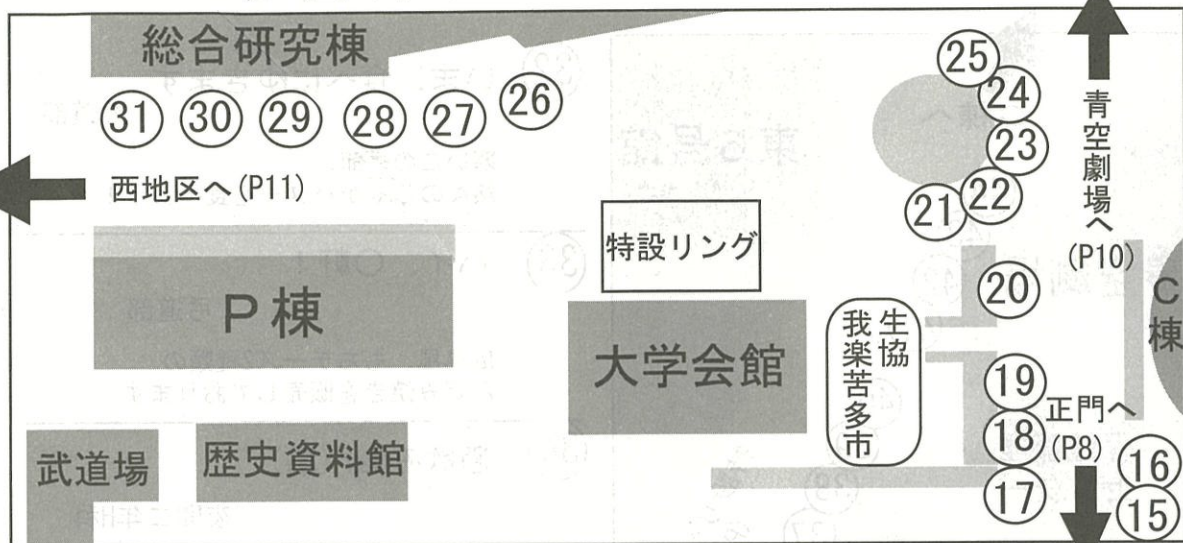 総合研究棟
㉛ ㉚ ㉙ ㉘ ㉗ ㉖
㉕
㉔
㉓
㉒
㉑
青空劇場へ
(P10)
西地区へ(P11)
特設リング
P棟
大学会館
生協
我楽苦多市
⑳
C棟
⑲
⑱
⑰
正門へ
(P8)
⑯
⑮
武道場
歴史資料館